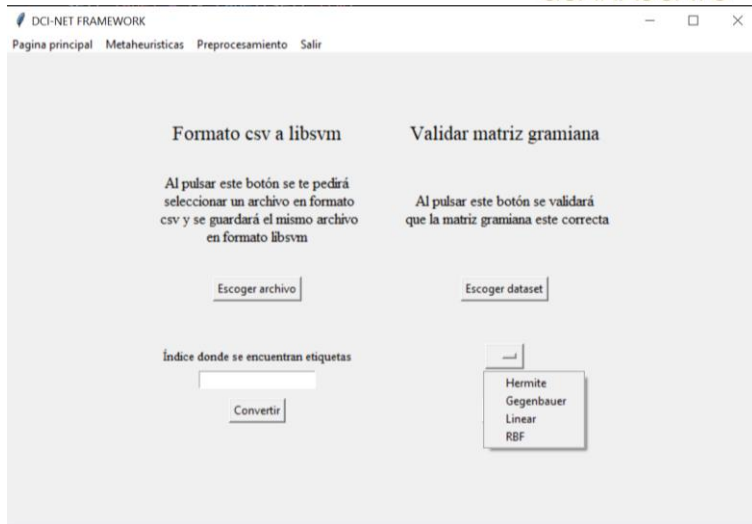 DCI-NET FRAMEWORK
Pagina principal Metaheuristicas Preprocesamiento Salir
Formato csv a libsvm
Al pulsar este botón se te pedirá
seleccionar un archivo en formato
csv y se guardará el mismo archivo
en formato libsvm
Escoger archivo
Índice donde se encuentran etiquetas
Convertir
Validar matriz gramiana
Al pulsar este botón se validará
que la matriz gramiana este correcta
Escoger dataset
Hermite
Gegenbauer
Linear
RBF